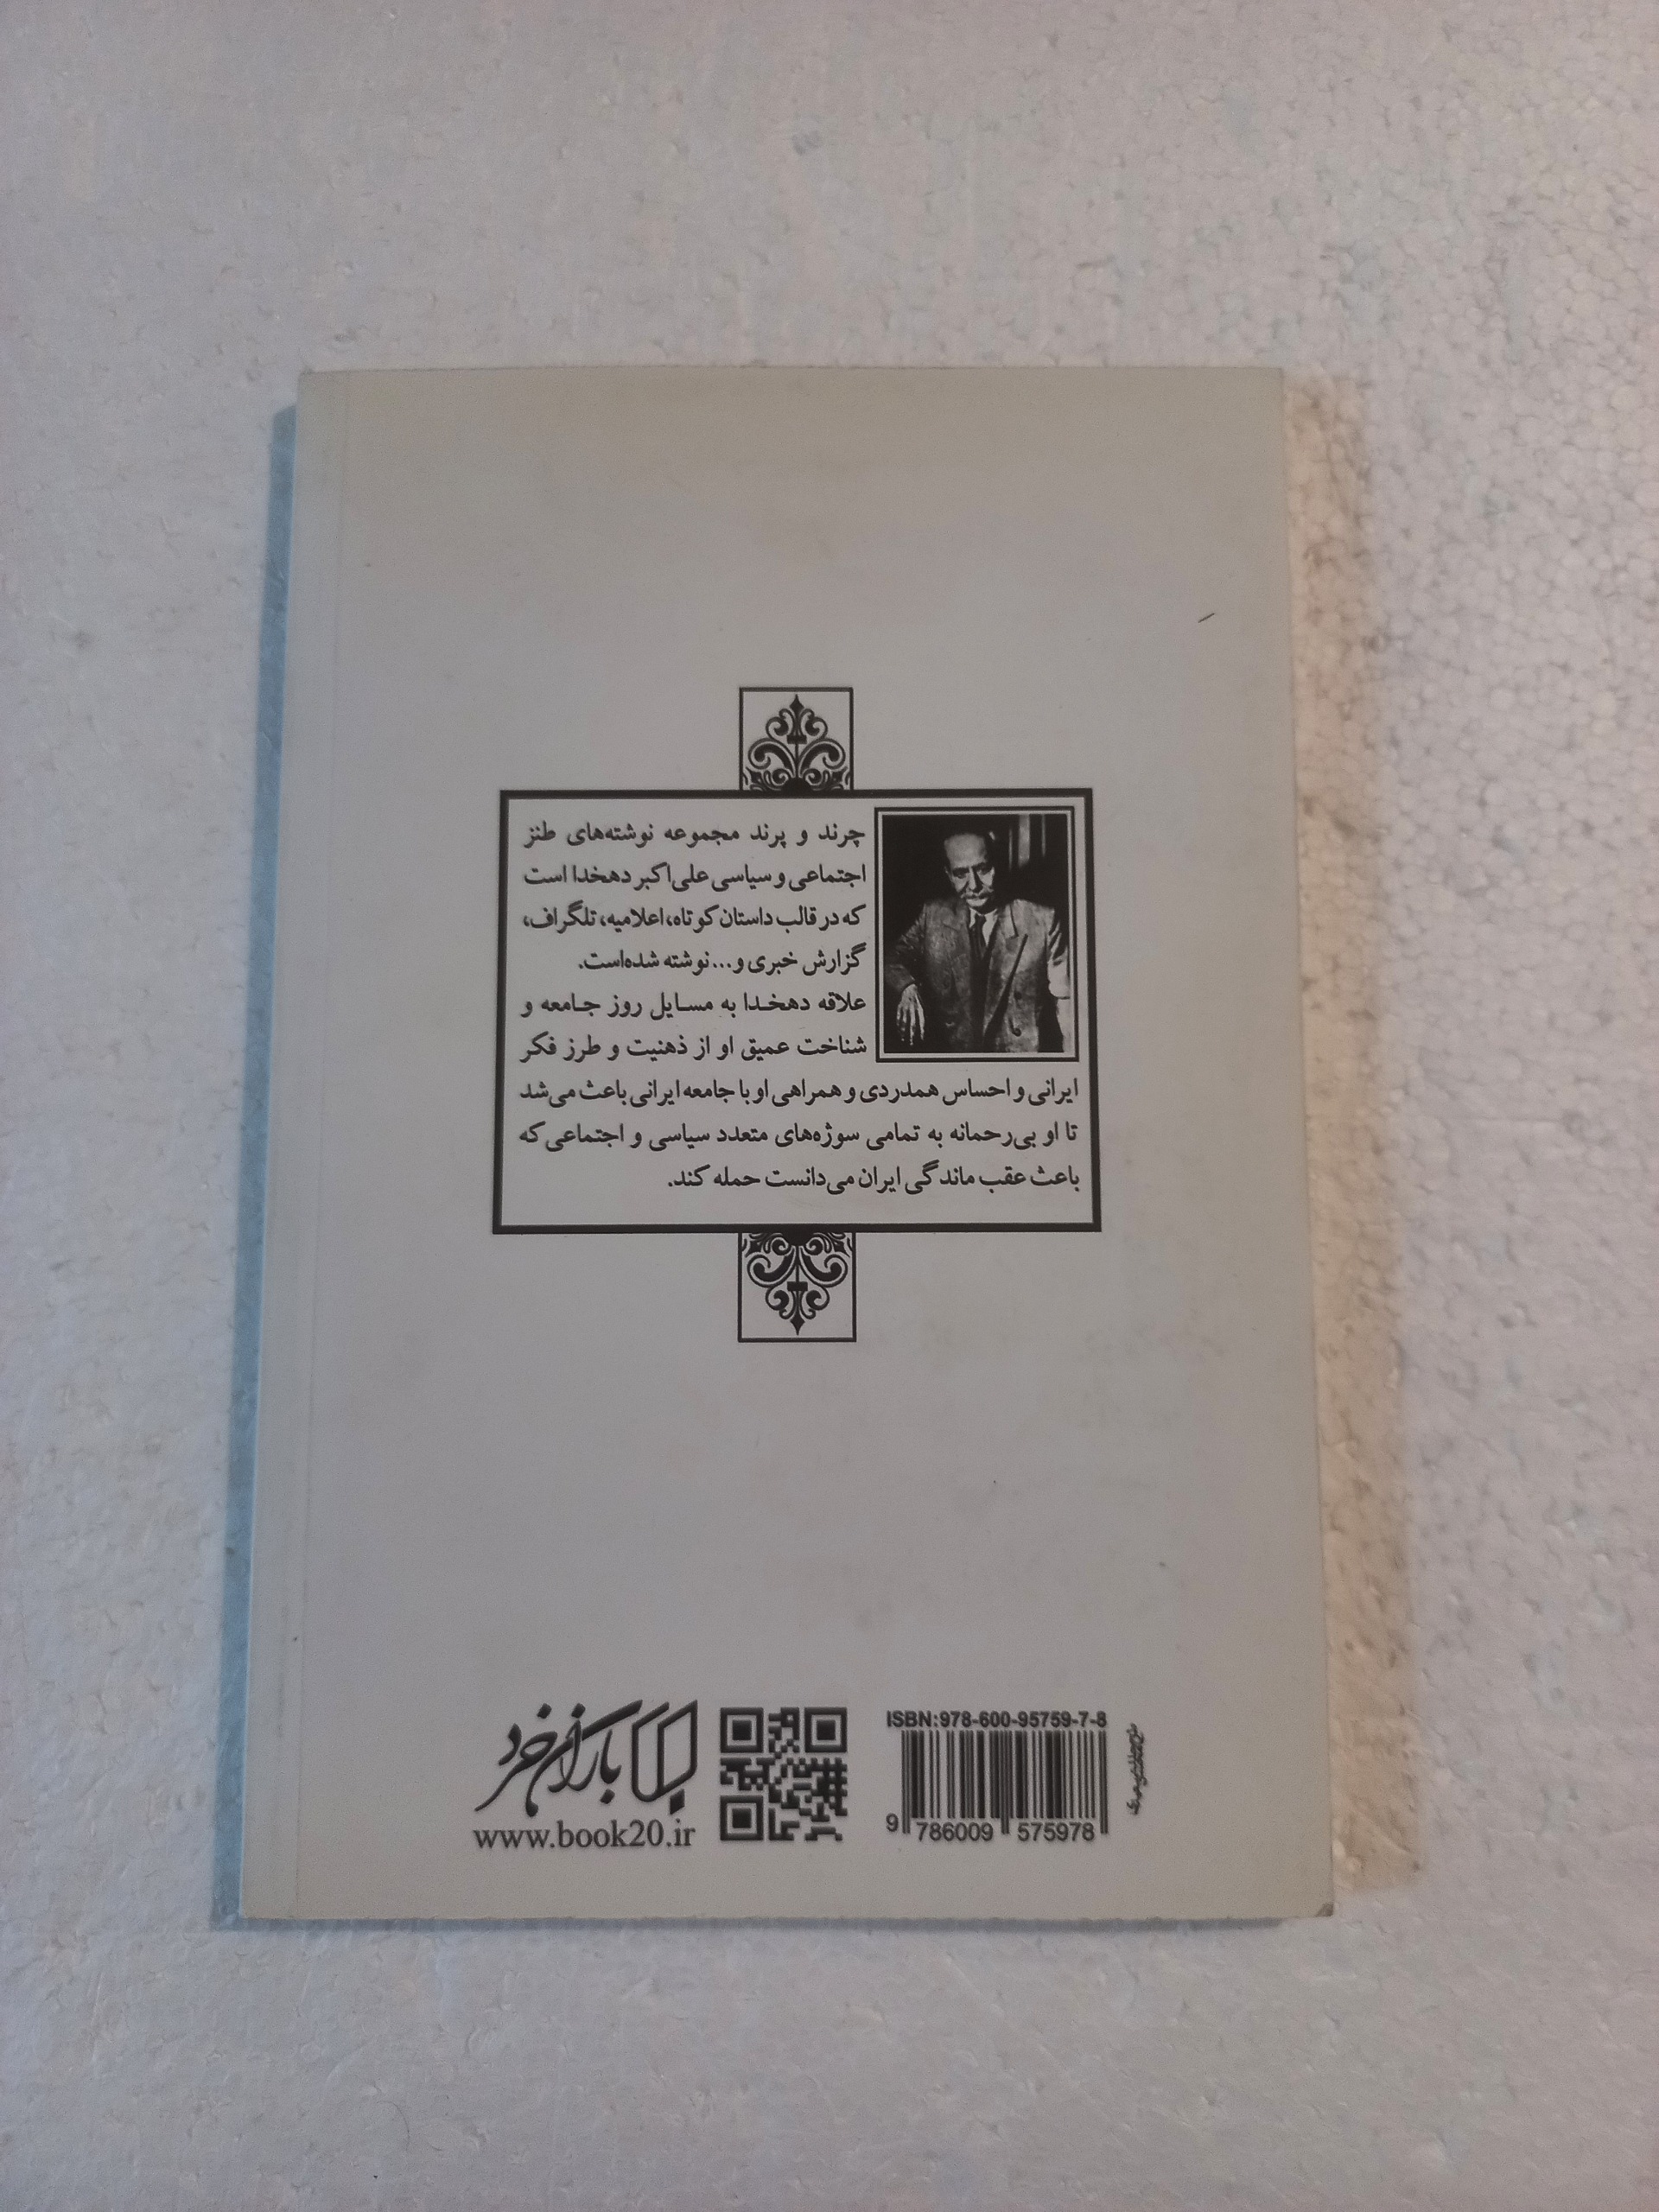 چرند و پرند مجموعه نوشته‌های طنز
اجتماعی و سیاسی علی‌اکبر دهخدا است
که در قالب داستان کوتاه، اعلامیه، تلگراف،
گزارش خبری و... نوشته شده‌است.
علاقه دهخدا به مسایل روز جامعه و
شناخت عمیق او از ذهنیت و طرز فکر
ایرانی و احساس همدردی و همراهی او با جامعه ایرانی باعث می‌شد
تا او بی‌رحمانه به تمامی سوژه‌های متعدد سیاسی و اجتماعی که
باعث عقب ماندگی ایران می‌دانست حمله کند.
باران خرد
www.book20.ir
ISBN:978-600-95759-7-8
9 786009 575978